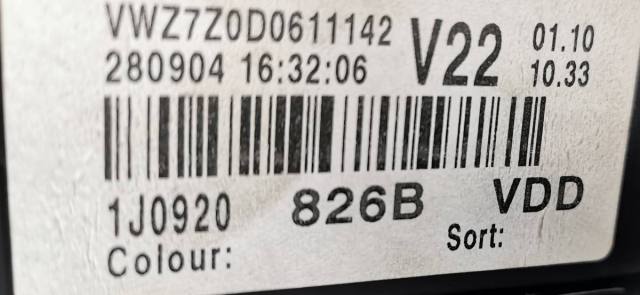 VWZ7Z0D0611142 V22 01.10
280904 16:32:06 10.33
1J0920 826B VDD
Colour: Sort: